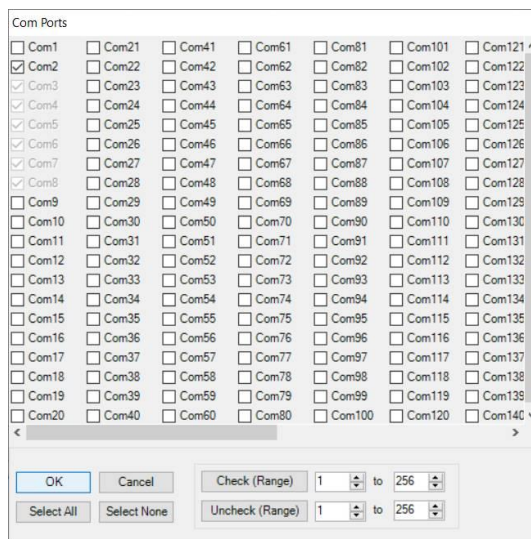 Com Ports
Com1 Com21 Com41 Com61 Com81 Com101 Com121
Com2 Com22 Com42 Com62 Com82 Com102 Com122
Com3 Com23 Com43 Com63 Com83 Com103 Com123
Com4 Com24 Com44 Com64 Com84 Com104 Com124
Com5 Com25 Com45 Com65 Com85 Com105 Com125
Com6 Com26 Com46 Com66 Com86 Com106 Com126
Com7 Com27 Com47 Com67 Com87 Com107 Com127
Com8 Com28 Com48 Com68 Com88 Com108 Com128
Com9 Com29 Com49 Com69 Com89 Com109 Com129
Com10 Com30 Com50 Com70 Com90 Com110 Com130
Com11 Com31 Com51 Com71 Com91 Com111 Com131
Com12 Com32 Com52 Com72 Com92 Com112 Com132
Com13 Com33 Com53 Com73 Com93 Com113 Com133
Com14 Com34 Com54 Com74 Com94 Com114 Com134
Com15 Com35 Com55 Com75 Com95 Com115 Com135
Com16 Com36 Com56 Com76 Com96 Com116 Com136
Com17 Com37 Com57 Com77 Com97 Com117 Com137
Com18 Com38 Com58 Com78 Com98 Com118 Com138
Com19 Com39 Com59 Com79 Com99 Com119 Com139
Com20 Com40 Com60 Com80 Com100 Com120 Com140
OK Cancel Check (Range) 1 to 256
Select All Select None Uncheck (Range) 1 to 256